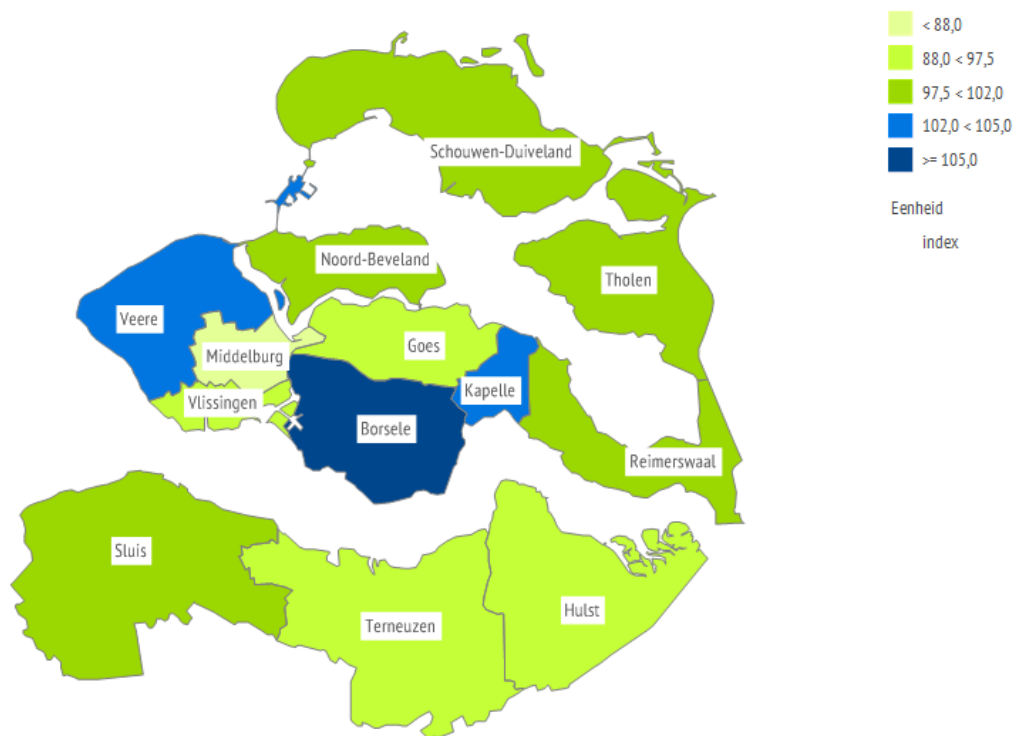 < 88,0
88,0 < 97,5
97,5 < 102,0
102,0 < 105,0
>= 105,0
Eenheid
index
Schouwen-Duiveland
Noord-Beveland
Tholen
Veere
Middelburg
Goes
Kapelle
Vlissingen
Borsele
Reimerswaal
Sluis
Hulst
Terneuzen